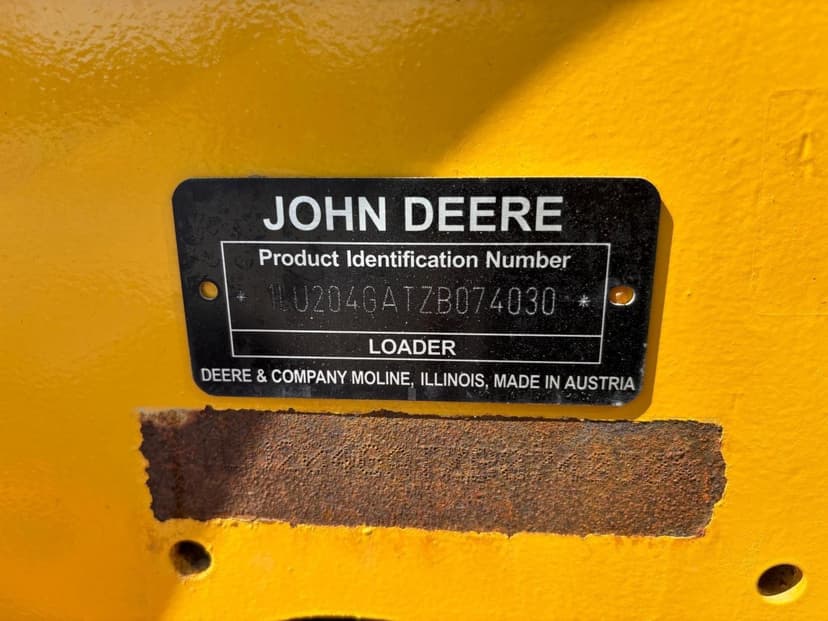 JOHN DEERE
Product Identification Number
* 1LU204GATZB074030 *
LOADER
DEERE & COMPANY MOLINE, ILLINOIS, MADE IN AUSTRIA